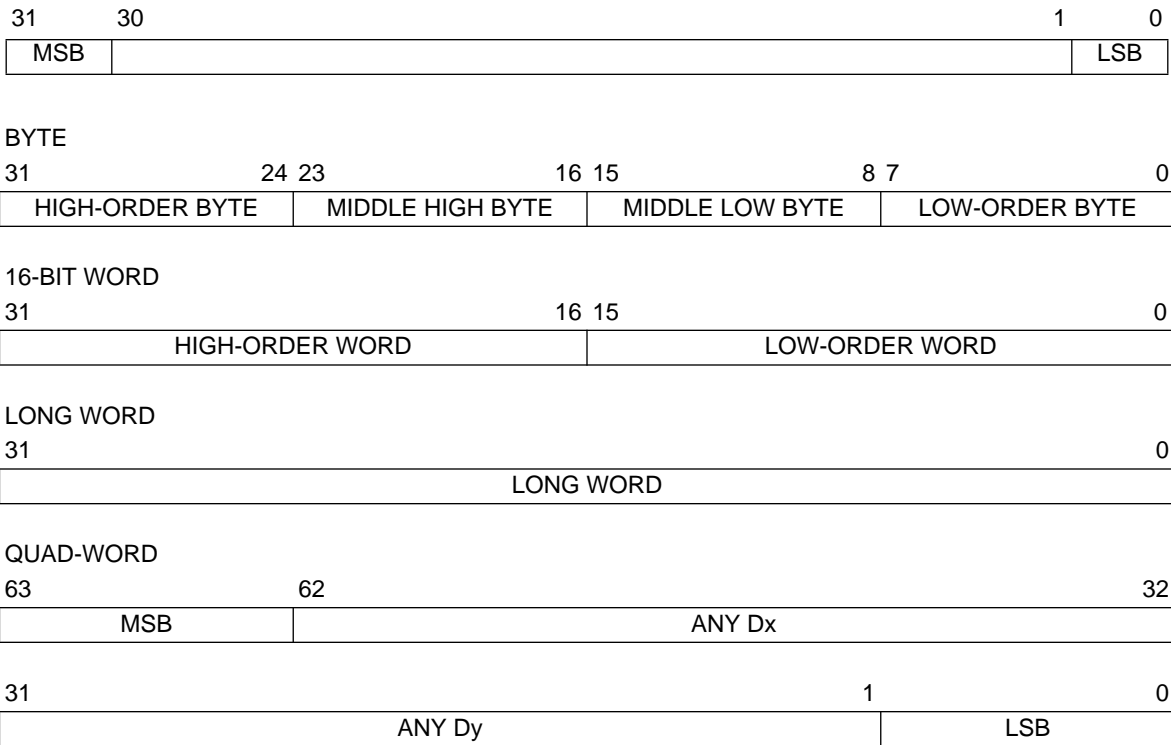 31 30 1 0
MSB LSB
BYTE
31 24 23 16 15 8 7 0
HIGH-ORDER BYTE MIDDLE HIGH BYTE MIDDLE LOW BYTE LOW-ORDER BYTE
16-BIT WORD
31 16 15 0
HIGH-ORDER WORD LOW-ORDER WORD
LONG WORD
31 0
LONG WORD
QUAD-WORD
63 62 32
MSB ANY Dx
31 1 0
ANY Dy LSB